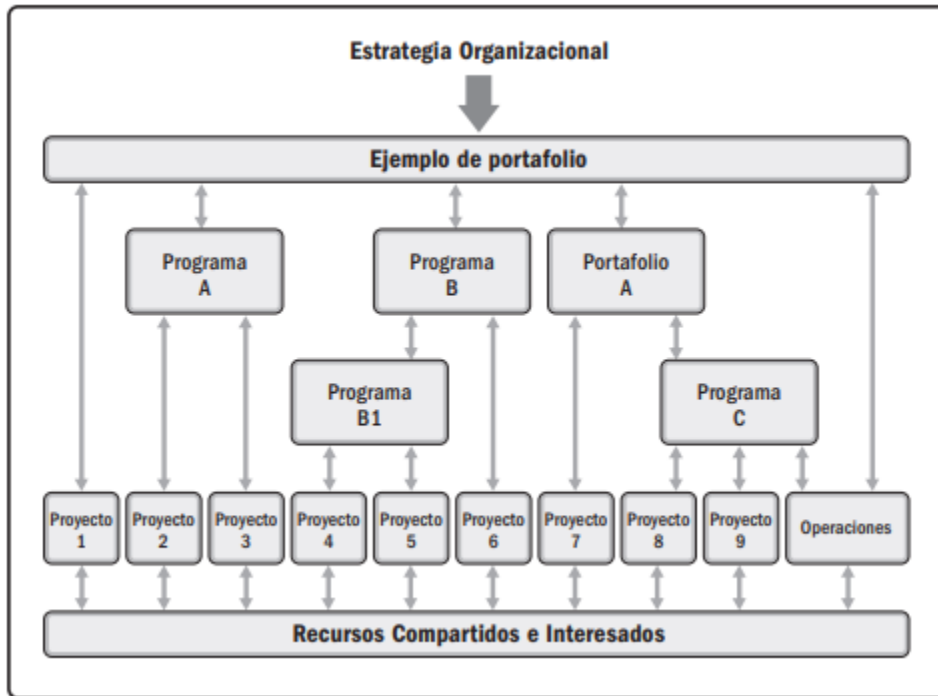 Estrategia Organizacional
Ejemplo de portafolio
Programa
A
Programa
B
Portafolio
A
Programa
B1
Programa
C
Proyecto
1
Proyecto
2
Proyecto
3
Proyecto
4
Proyecto
5
Proyecto
6
Proyecto
7
Proyecto
8
Proyecto
9
Operaciones
Recursos Compartidos e Interesados